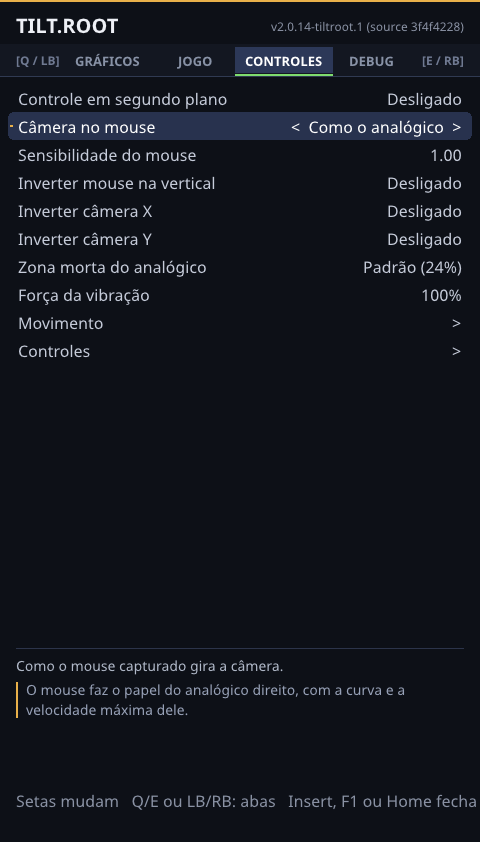 TILT.ROOT v2.0.14-tiltroot.1 (source 3f4f4228)
[Q / LB] GRÁFICOS JOGO CONTROLES DEBUG [E / RB]
Controle em segundo plano Desligado
Câmera no mouse < Como o analógico >
Sensibilidade do mouse 1.00
Inverter mouse na vertical Desligado
Inverter câmera X Desligado
Inverter câmera Y Desligado
Zona morta do analógico Padrão (24%)
Força da vibração 100%
Movimento >
Controles >
Como o mouse capturado gira a câmera.
O mouse faz o papel do analógico direito, com a curva e a
velocidade máxima dele.
Setas mudam Q/E ou LB/RB: abas Insert, F1 ou Home fecha